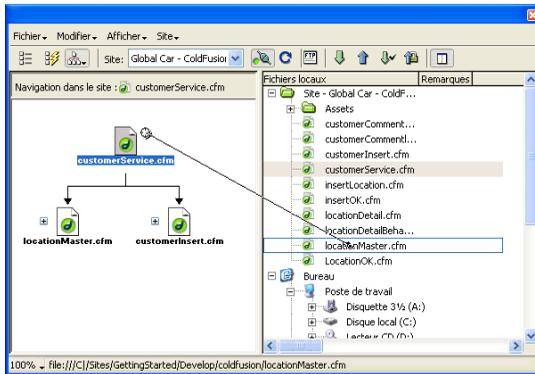 Fichier Modifier Afficher Site
Site: Global Car - ColdFusion
Navigation dans le site : customerService.cfm
customerService.cfm
locationMaster.cfm customerInsert.cfm
Fichiers locaux Remarques
Site - Global Car - ColdF...
Assets
customerComment...
customerCommentI...
customerInsert.cfm
customerService.cfm
insertLocation.cfm
insertOK.cfm
locationDetail.cfm
locationDetailBeha...
locationMaster.cfm
LocationOK.cfm
Bureau
Poste de travail
Disquette 3½ (A:)
Disque local (C:)
Lecteur CD (D:)
100% file:///C|/Sites/GettingStarted/Develop/coldfusion/locationMaster.cfm